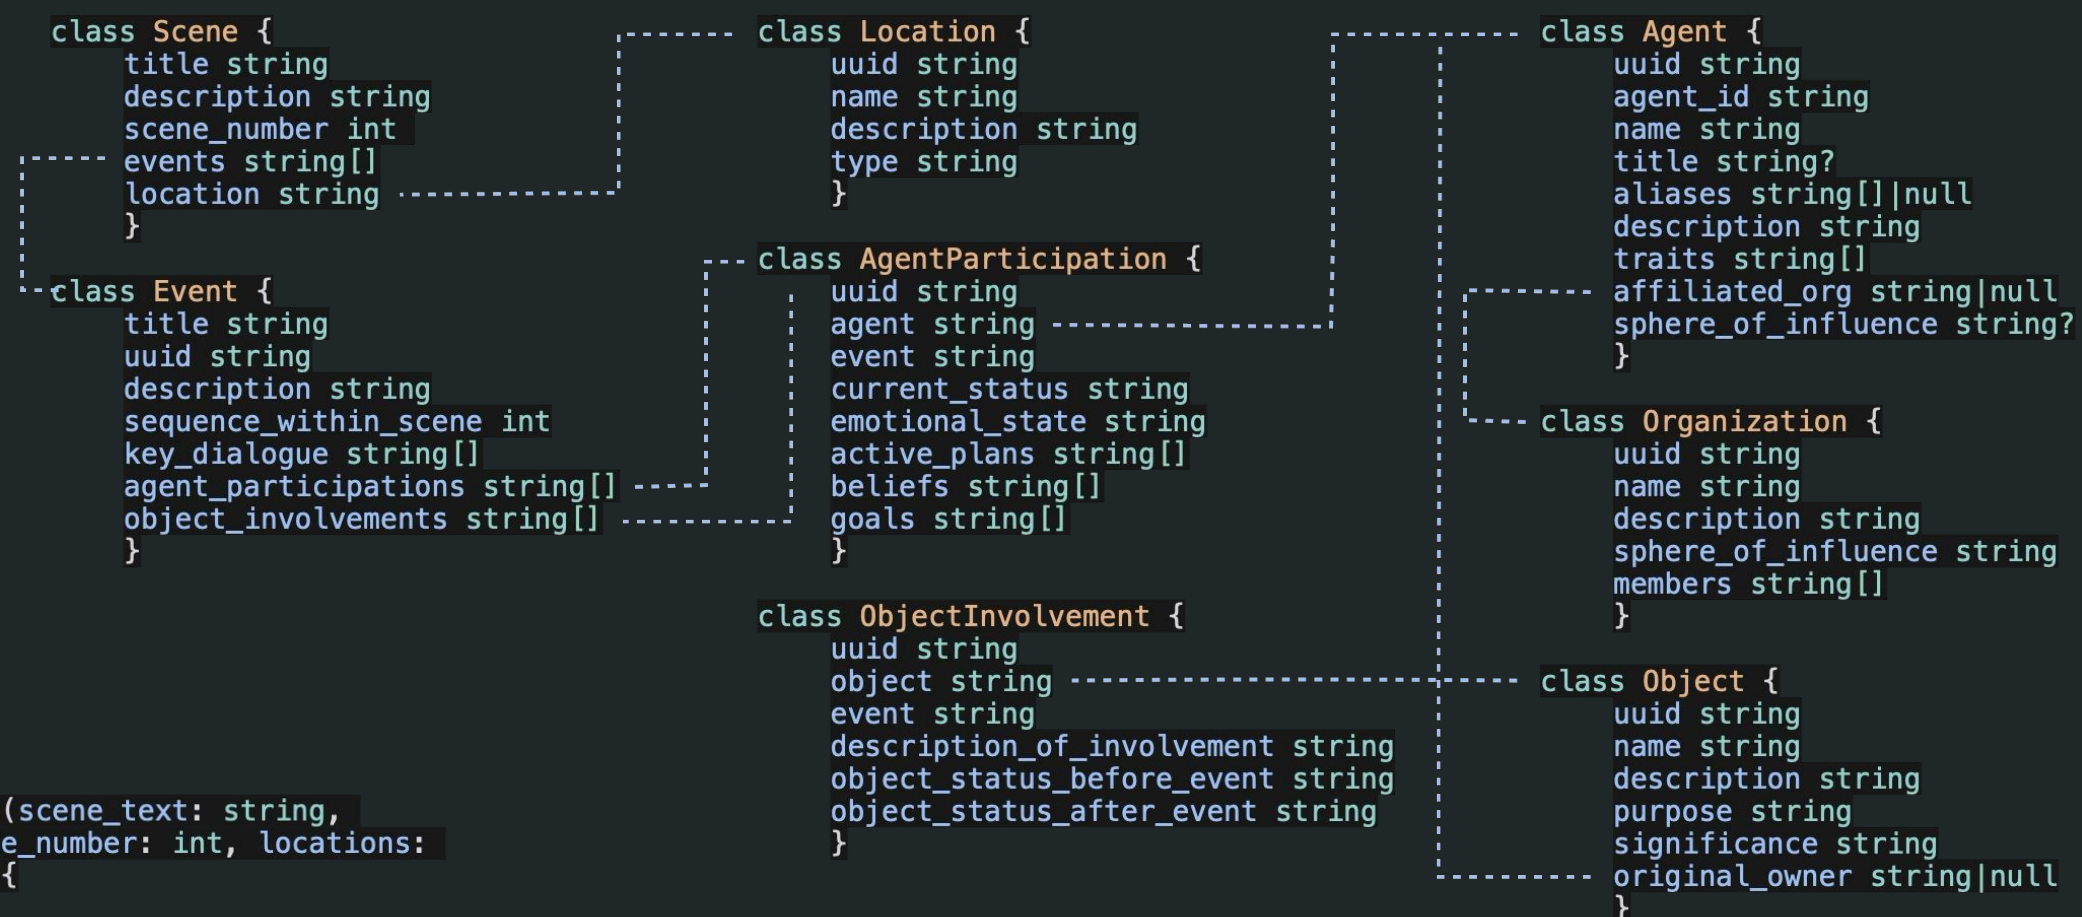 class Scene {
title string
description string
scene_number int
events string[]
location string
}
class Event {
title string
uuid string
description string
sequence_within_scene int
key_dialogue string[]
agent_participations string[]
object_involvements string[]
}
(scene_text: string,
e_number: int, locations:
{
class Location {
uuid string
name string
description string
type string
}
class AgentParticipation {
uuid string
agent string
event string
current_status string
emotional_state string
active_plans string[]
beliefs string[]
goals string[]
}
class ObjectInvolvement {
uuid string
object string
event string
description_of_involvement string
object_status_before_event string
object_status_after_event string
}
class Agent {
uuid string
agent_id string
name string
title string?
aliases string[]|null
description string
traits string[]
affiliated_org string|null
sphere_of_influence string?
}
class Organization {
uuid string
name string
description string
sphere_of_influence string
members string[]
}
class Object {
uuid string
name string
description string
purpose string
significance string
original_owner string|null
}